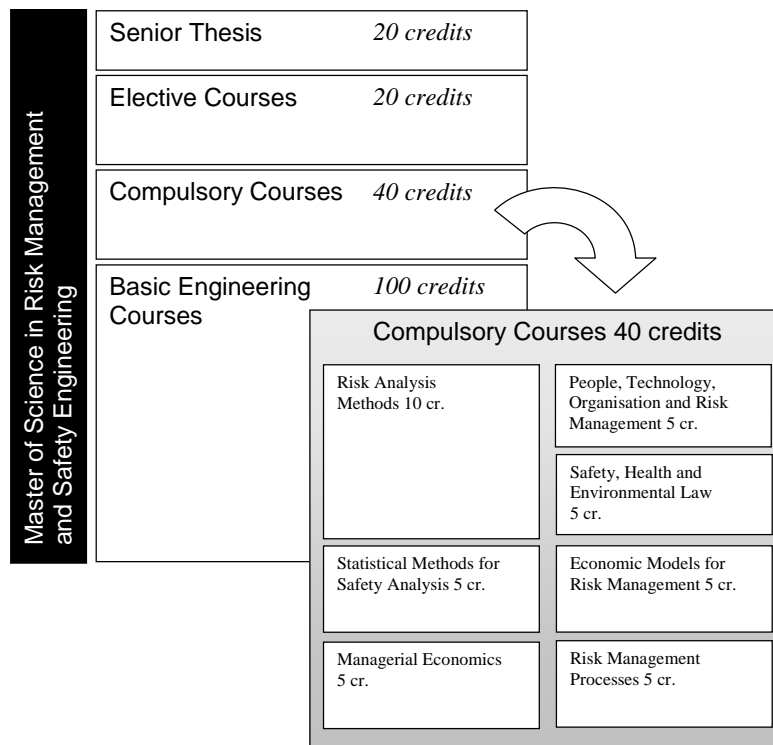 Master of Science in Risk Management
and Safety Engineering
Senior Thesis 20 credits
Elective Courses 20 credits
Compulsory Courses 40 credits
Basic Engineering 100 credits
Courses
Compulsory Courses 40 credits
Risk Analysis
Methods 10 cr.
People, Technology,
Organisation and Risk
Management 5 cr.
Safety, Health and
Environmental Law
5 cr.
Statistical Methods for
Safety Analysis 5 cr.
Economic Models for
Risk Management 5 cr.
Managerial Economics
5 cr.
Risk Management
Processes 5 cr.